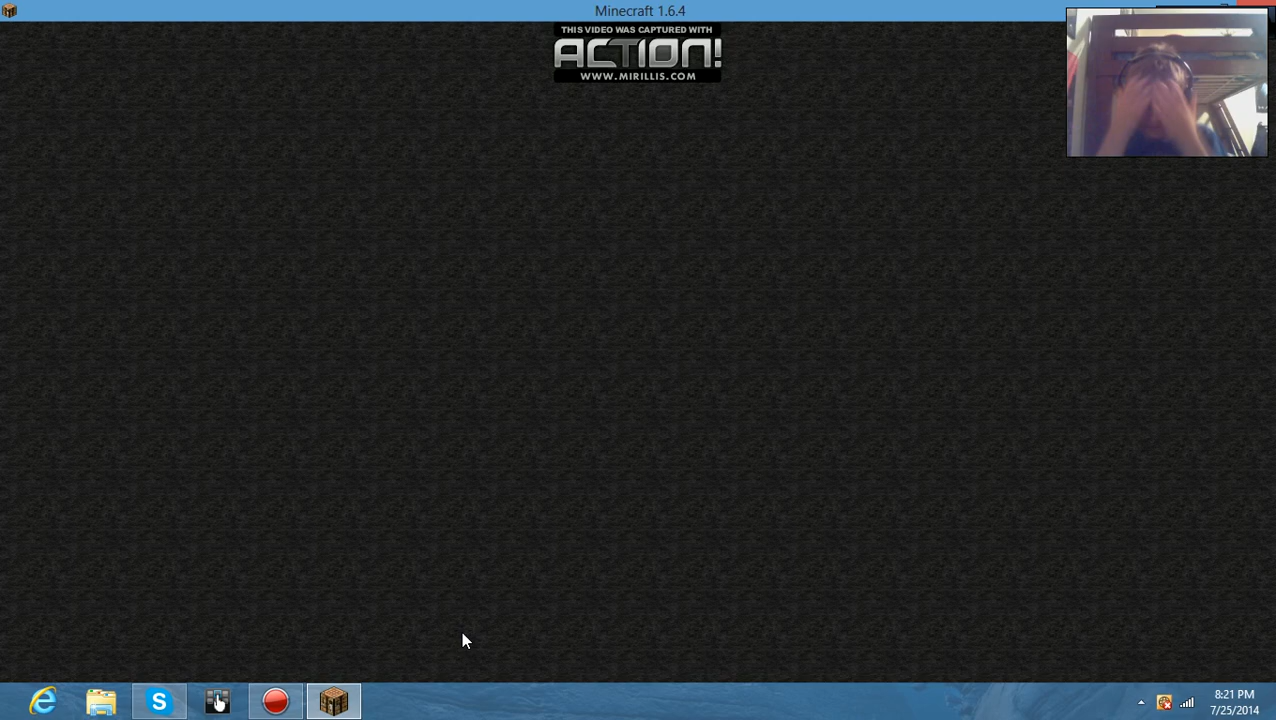 Minecraft 1.6.4
THIS VIDEO WAS CAPTURED WITH
ACTION!
WWW.MIRILLIS.COM
8:21 PM
7/25/2014